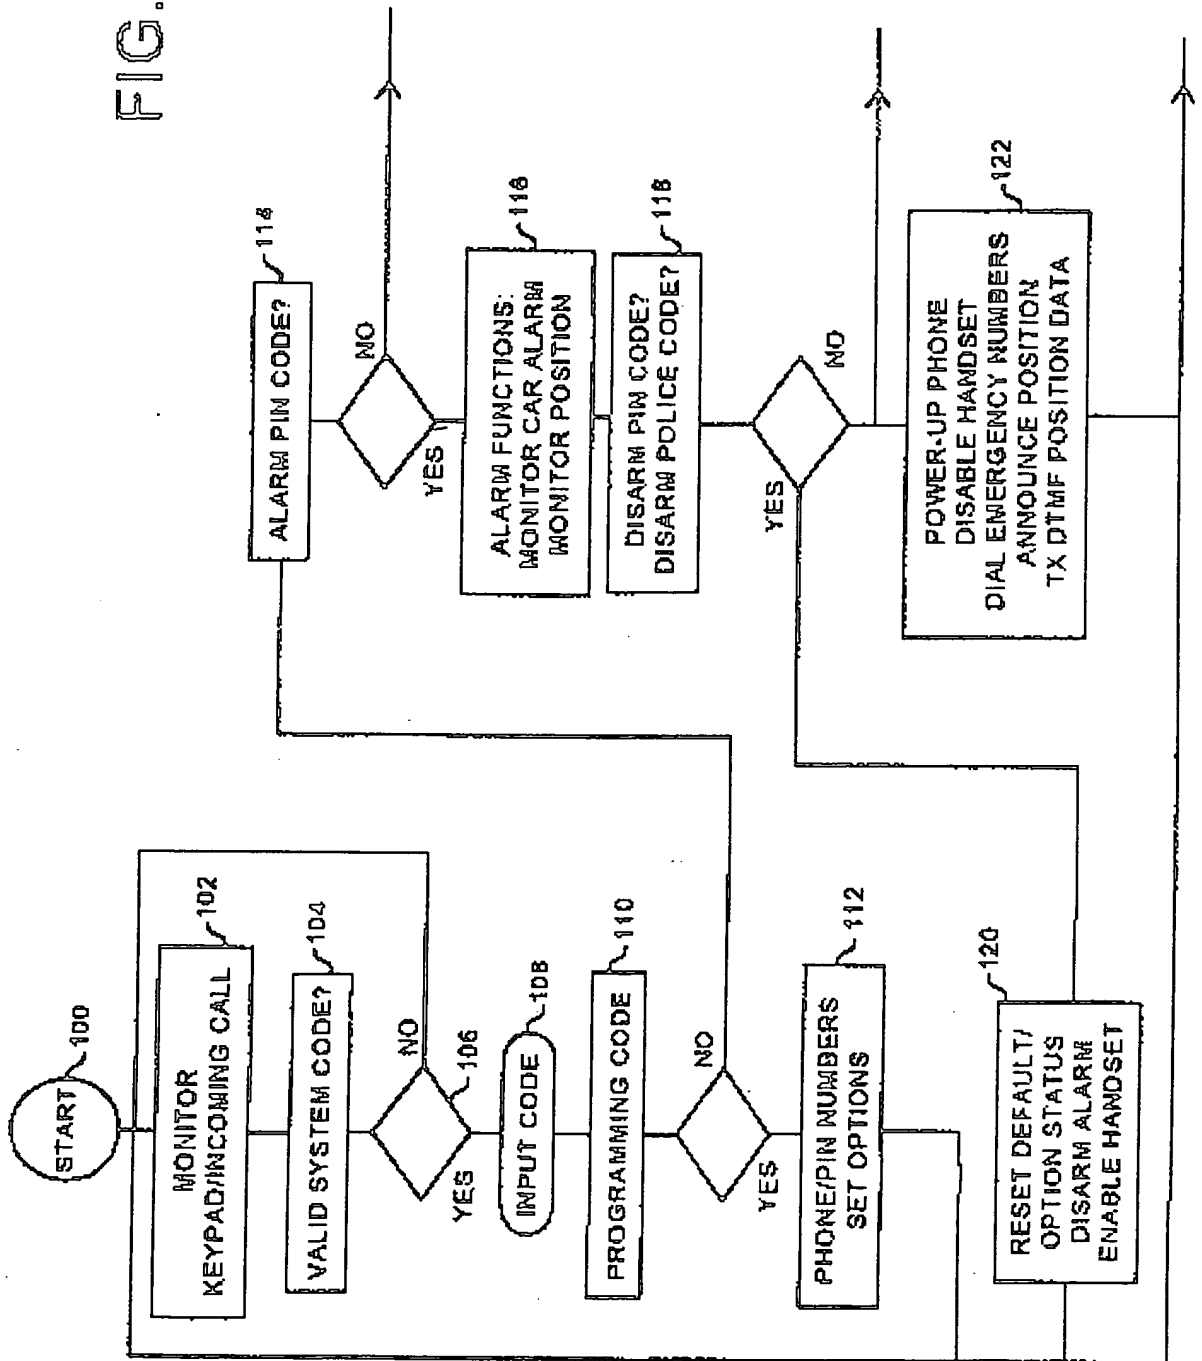 FIG.
START
100
MONITOR
KEYPAD/INCOMING CALL
102
VALID SYSTEM CODE?
104
NO
106
YES
INPUT CODE
108
PROGRAMMING CODE
110
NO
YES
PHONE/PIN NUMBERS
SET OPTIONS
112
120
RESET DEFAULT/
OPTION STATUS
DISARM ALARM
ENABLE HANDSET
ALARM PIN CODE?
114
NO
YES
ALARM FUNCTIONS:
MONITOR CAR ALARM
MONITOR POSITION
116
DISARM PIN CODE?
DISARM POLICE CODE?
118
YES
NO
POWER-UP PHONE
DISABLE HANDSET
DIAL EMERGENCY NUMBERS
ANNOUNCE POSITION
TX DTMF POSITION DATA
122